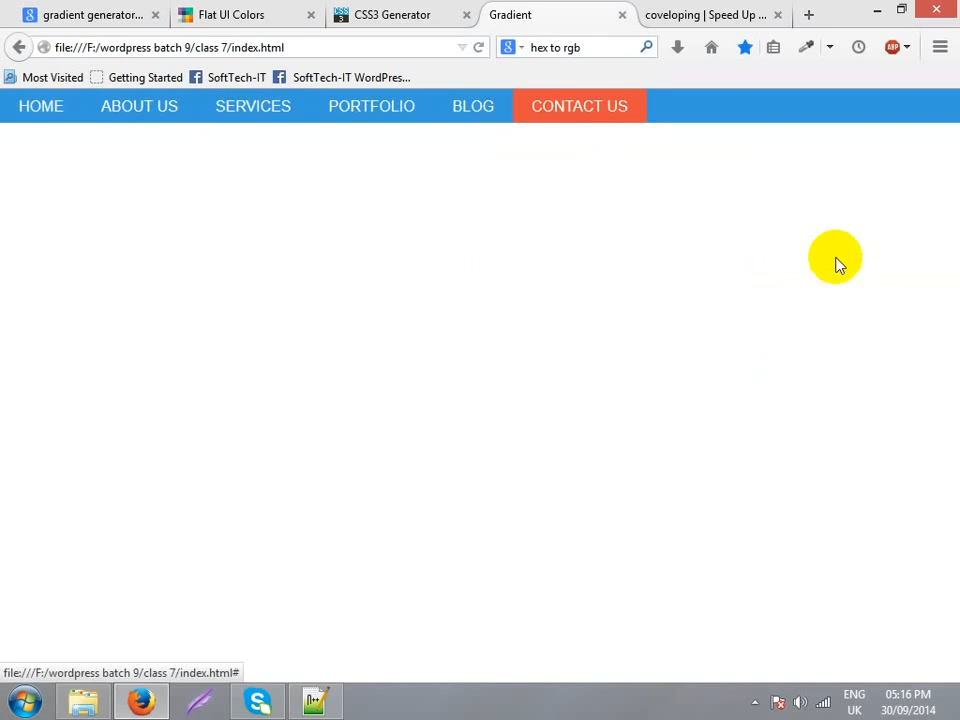 gradient generator...
Flat UI Colors
CSS3 Generator
Gradient
coveloping | Speed Up ...
file:///F:/wordpress batch 9/class 7/index.html
hex to rgb
ABP
Most Visited
Getting Started
SoftTech-IT
SoftTech-IT WordPres...
HOME
ABOUT US
SERVICES
PORTFOLIO
BLOG
CONTACT US
file:///F:/wordpress batch 9/class 7/index.html#
ENG
UK
05:16 PM
30/09/2014